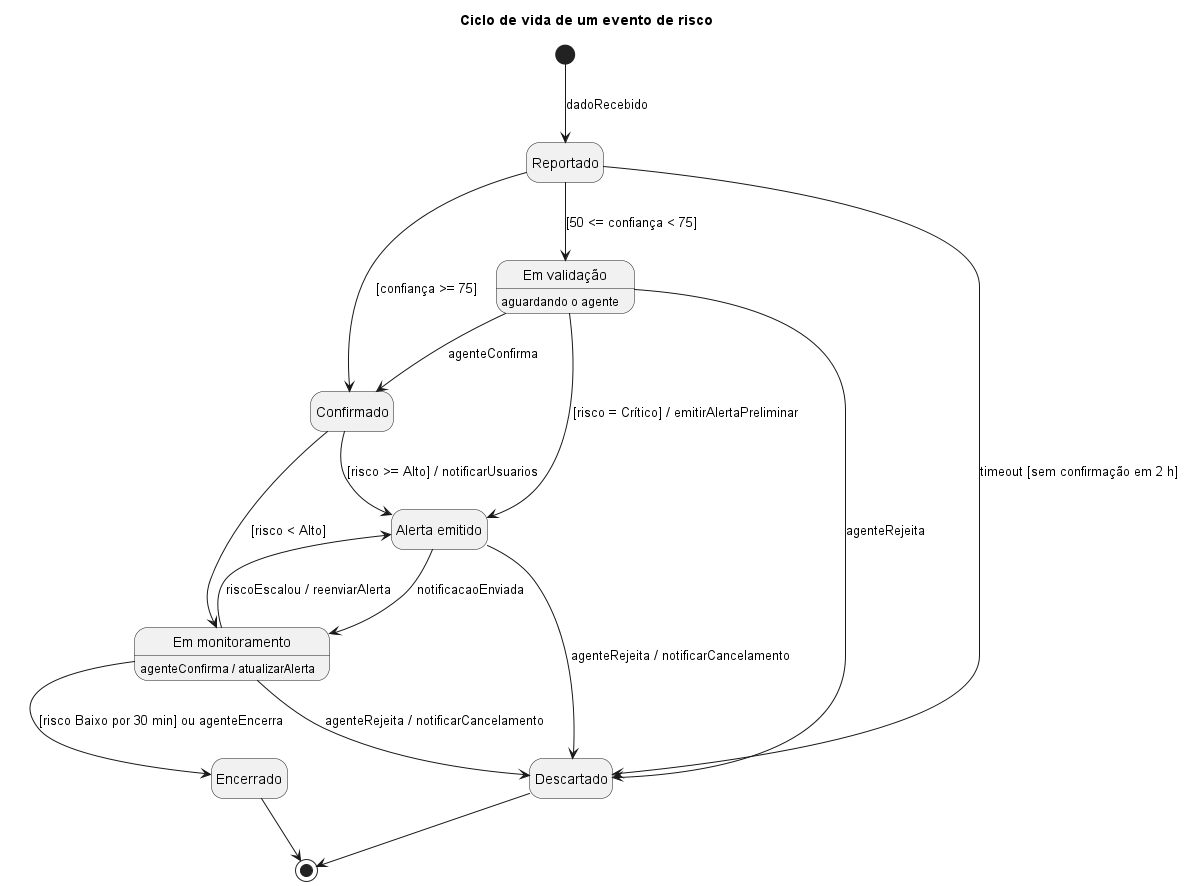 Ciclo de vida de um evento de risco
dadoRecebido
Reportado
[50 <= confiança < 75]
Em validação
aguardando o agente
[confiança >= 75]
agenteConfirma
Confirmado
[risco = Crítico] / emitirAlertaPreliminar
[risco >= Alto] / notificarUsuarios
timeout [sem confirmação em 2 h]
[risco < Alto]
Alerta emitido
agenteRejeita
riscoEscalou / reenviarAlerta
notificacaoEnviada
Em monitoramento
agenteConfirma / atualizarAlerta
agenteRejeita / notificarCancelamento
[risco Baixo por 30 min] ou agenteEncerra
agenteRejeita / notificarCancelamento
Encerrado
Descartado